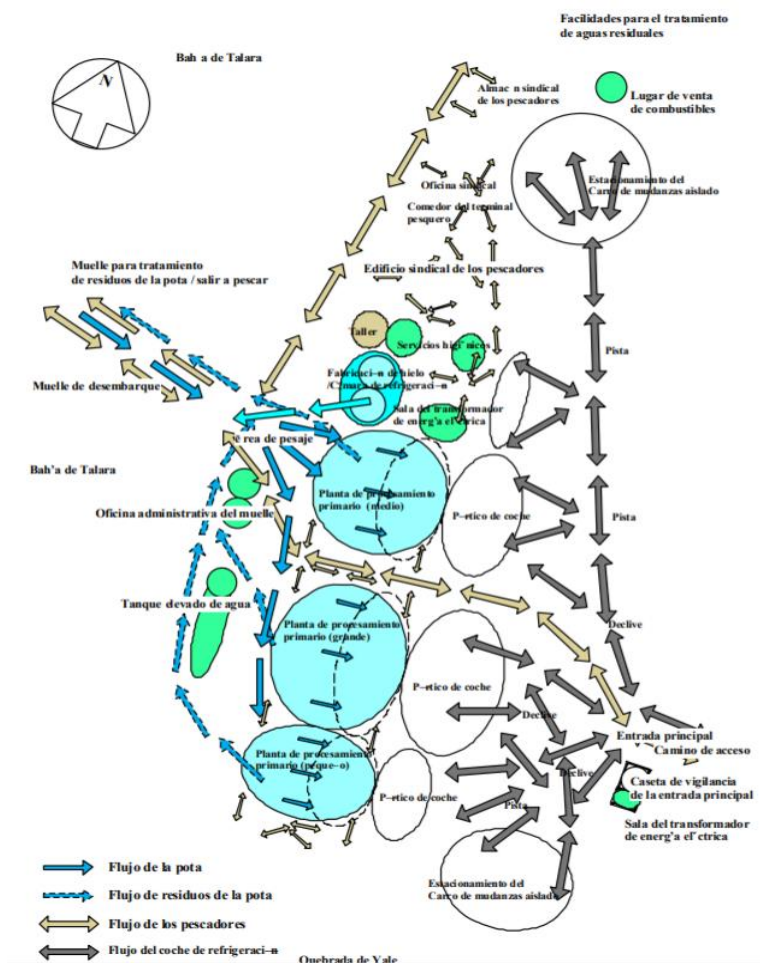 Facilidades para el tratamiento
de aguas residuales
Bah a de Talara
N
Almac n sindical
de los pescadores
Lugar de venta
de combustibles
Oficina sindical
Estacionamiento del
Carro de mudanzas aislado
Comedor del terminal
pesquero
Muelle para tratamiento
de residuos de la pota / salir a pescar
Edificio sindical de los pescadores
Taller
Servicios higi nicos
Pista
Muelle de desembarque
Fabricaci–n de hielo
/C‡mara de refrigeraci–n
Sala del transformador
de energ'a el ctrica
rea de pesaje
Bah'a de Talara
Planta de procesamiento
primario (medio)
P–rtico de coche
Pista
Oficina administrativa del muelle
Tanque elevado de agua
Planta de procesamiento
primario (grande)
Declive
P–rtico de coche
Declive
Entrada principal
Camino de acceso
Planta de procesamiento
primario (peque–o)
Declive
Caseta de vigilancia
de la entrada principal
P–rtico de coche
Pista
Sala del transformador
de energ'a el ctrica
Flujo de la pota
Estacionamiento del
Carro de mudanzas aislado
Flujo de residuos de la pota
Flujo de los pescadores
Flujo del coche de refrigeraci–n
Quebrada de Yale